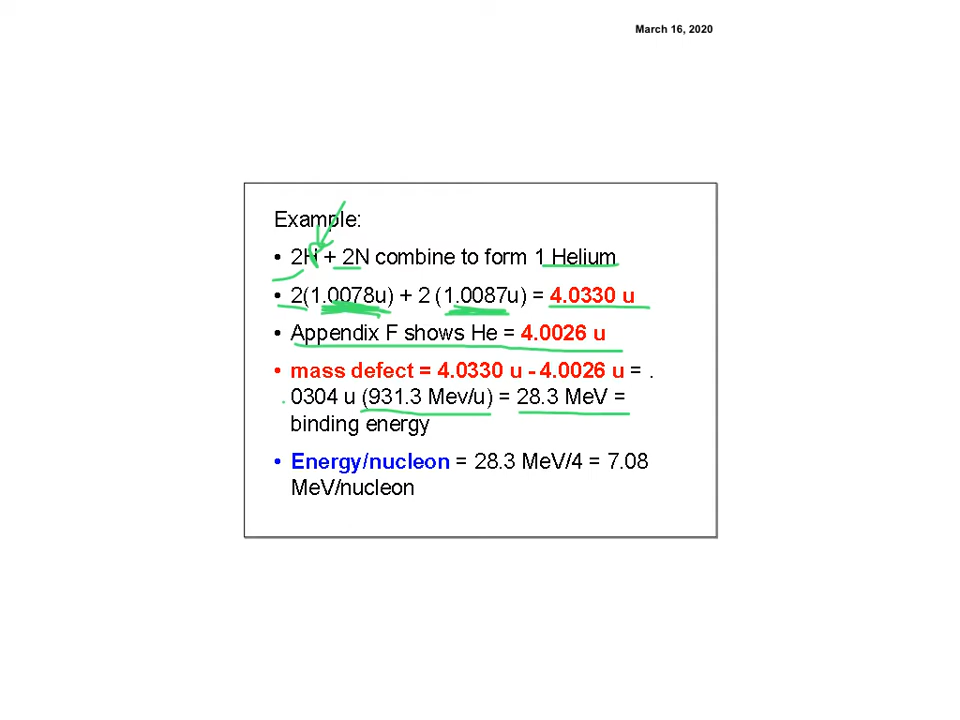 March 16, 2020
Example:
• 2H + 2N combine to form 1 Helium
• 2(1.0078u) + 2 (1.0087u) = 4.0330 u
• Appendix F shows He = 4.0026 u
• mass defect = 4.0330 u - 4.0026 u = .
0304 u (931.3 Mev/u) = 28.3 MeV =
binding energy
• Energy/nucleon = 28.3 MeV/4 = 7.08
MeV/nucleon